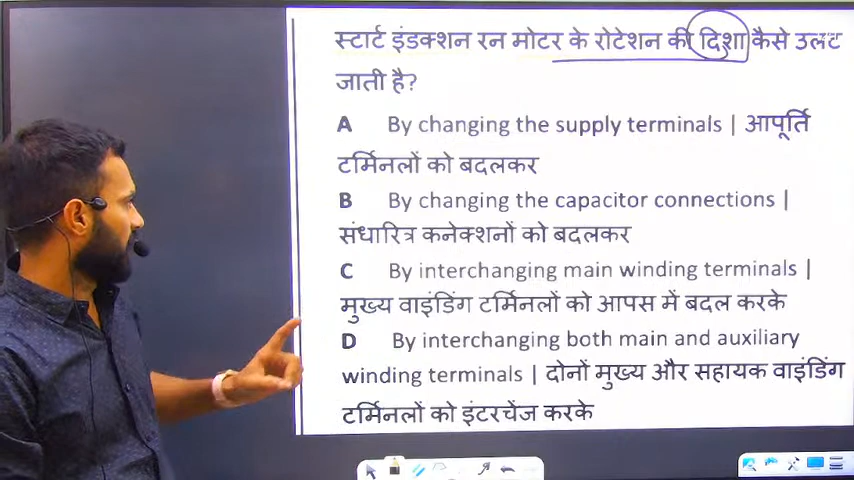 स्टार्ट इंडक्शन रन मोटर के रोटेशन की दिशा कैसे उलट
जाती है?
A By changing the supply terminals | आपूर्ति
टर्मिनलों को बदलकर
B By changing the capacitor connections |
संधारित्र कनेक्शनों को बदलकर
C By interchanging main winding terminals |
मुख्य वाइंडिंग टर्मिनलों को आपस में बदल करके
D By interchanging both main and auxiliary
winding terminals | दोनों मुख्य और सहायक वाइंडिंग
टर्मिनलों को इंटरचेंज करके